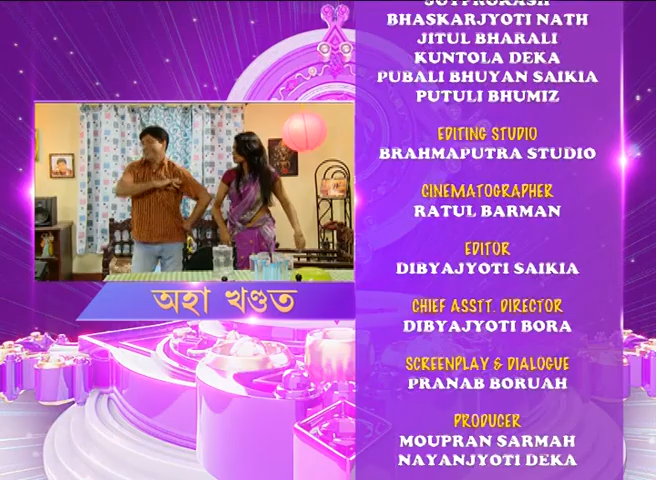 JOYPROKASH
BHASKARJYOTI NATH
JITUL BHARALI
KUNTOLA DEKA
PUBALI BHUYAN SAIKIA
PUTULI BHUMIZ
EDITING STUDIO
BRAHMAPUTRA STUDIO
CINEMATOGRAPHER
RATUL BARMAN
EDITOR
DIBYAJYOTI SAIKIA
CHIEF ASSTT. DIRECTOR
DIBYAJYOTI BORA
SCREENPLAY & DIALOGUE
PRANAB BORUAH
PRODUCER
MOUPRAN SARMAH
NAYANJYOTI DEKA
অহা খণ্ডত